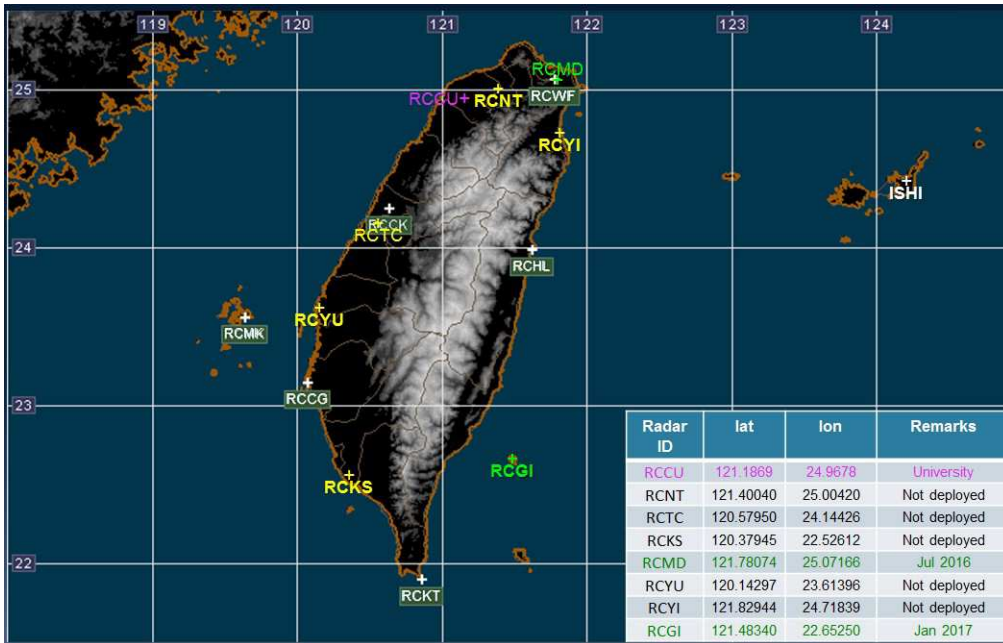 119 120 121 122 123 124
RCMD
25
RCCU RCNT RCWF
RCYI
ISHI
RCCK
RCTC
24
RCHL
RCYU
RCMK
23
RCCG
RCGI
RCKS
22
RCKT
Radar ID lat lon Remarks
RCCU 121.1869 24.9678 University
RCNT 121.40040 25.00420 Not deployed
RCTC 120.57950 24.14426 Not deployed
RCKS 120.37945 22.52612 Not deployed
RCMD 121.78074 25.07166 Jul 2016
RCYU 120.14297 23.61396 Not deployed
RCYI 121.82944 24.71839 Not deployed
RCGI 121.48340 22.65250 Jan 2017